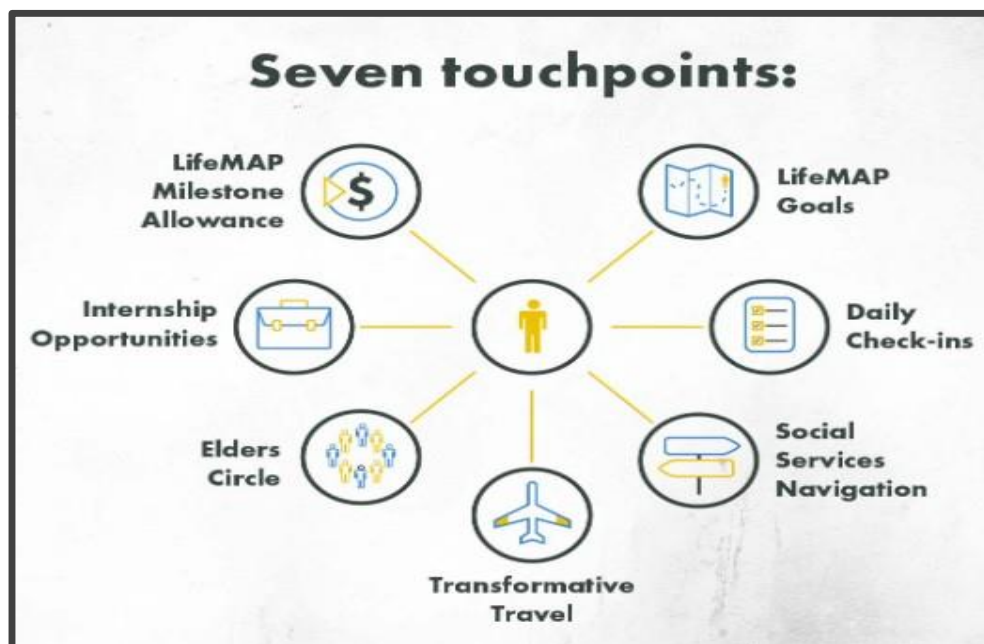 Seven touchpoints:
LifeMAP
Milestone
Allowance
$
LifeMAP
Goals
Internship
Opportunities
Daily
Check-ins
Elders
Circle
Social
Services
Navigation
Transformative
Travel